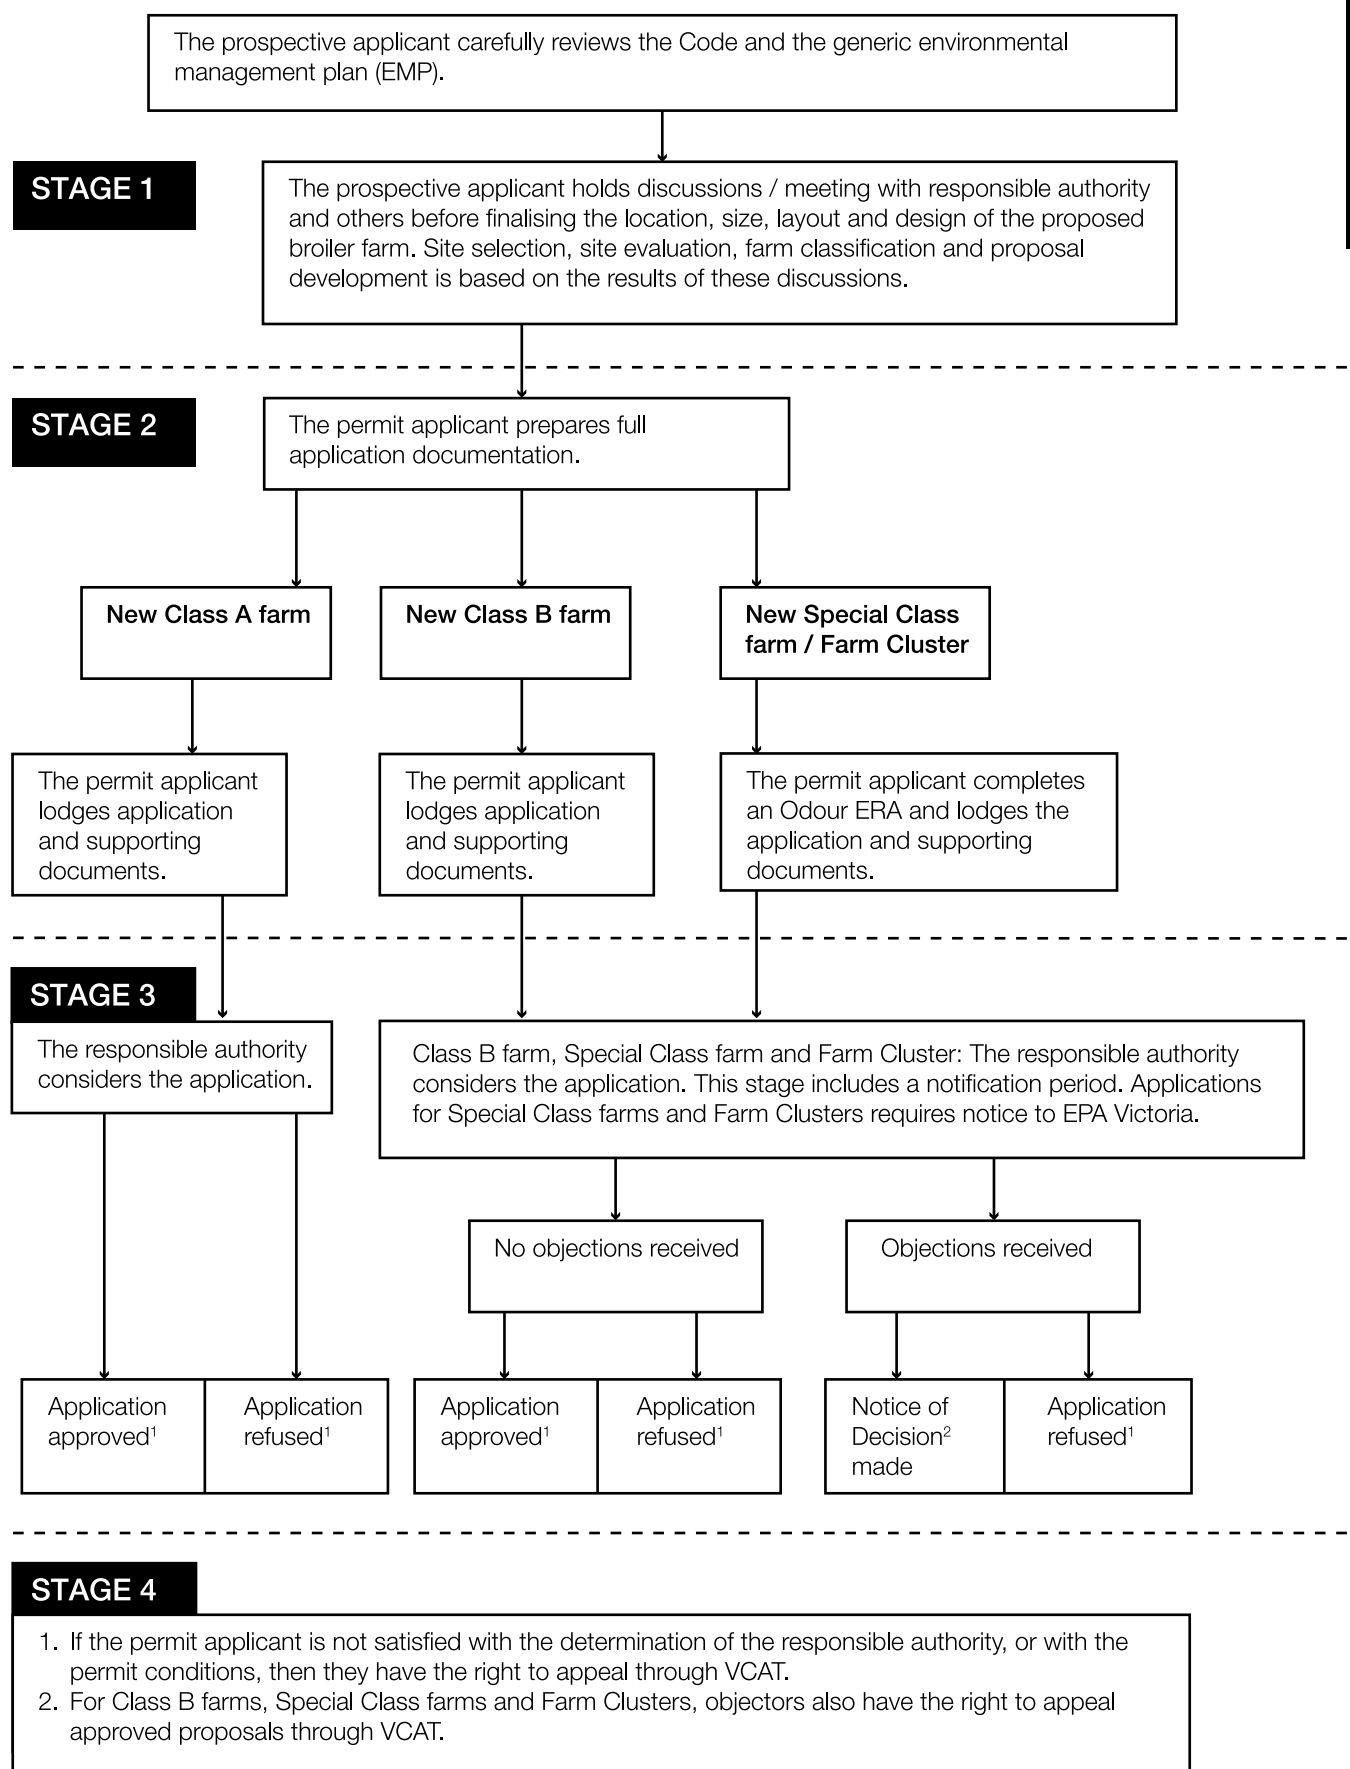 The prospective applicant carefully reviews the Code and the generic environmental
management plan (EMP).
STAGE 1
The prospective applicant holds discussions / meeting with responsible authority
and others before finalising the location, size, layout and design of the proposed
broiler farm. Site selection, site evaluation, farm classification and proposal
development is based on the results of these discussions.
STAGE 2
The permit applicant prepares full
application documentation.
New Class A farm
New Class B farm
New Special Class
farm / Farm Cluster
The permit applicant
lodges application
and supporting
documents.
The permit applicant
lodges application
and supporting
documents.
The permit applicant completes
an Odour ERA and lodges the
application and supporting
documents.
STAGE 3
The responsible authority
considers the application.
Class B farm, Special Class farm and Farm Cluster: The responsible authority
considers the application. This stage includes a notification period. Applications
for Special Class farms and Farm Clusters requires notice to EPA Victoria.
No objections received
Objections received
Application
approved¹
Application
refused¹
Application
approved¹
Application
refused¹
Notice of
Decision²
made
Application
refused¹
STAGE 4
1. If the permit applicant is not satisfied with the determination of the responsible authority, or with the
permit conditions, then they have the right to appeal through VCAT.
2. For Class B farms, Special Class farms and Farm Clusters, objectors also have the right to appeal
approved proposals through VCAT.